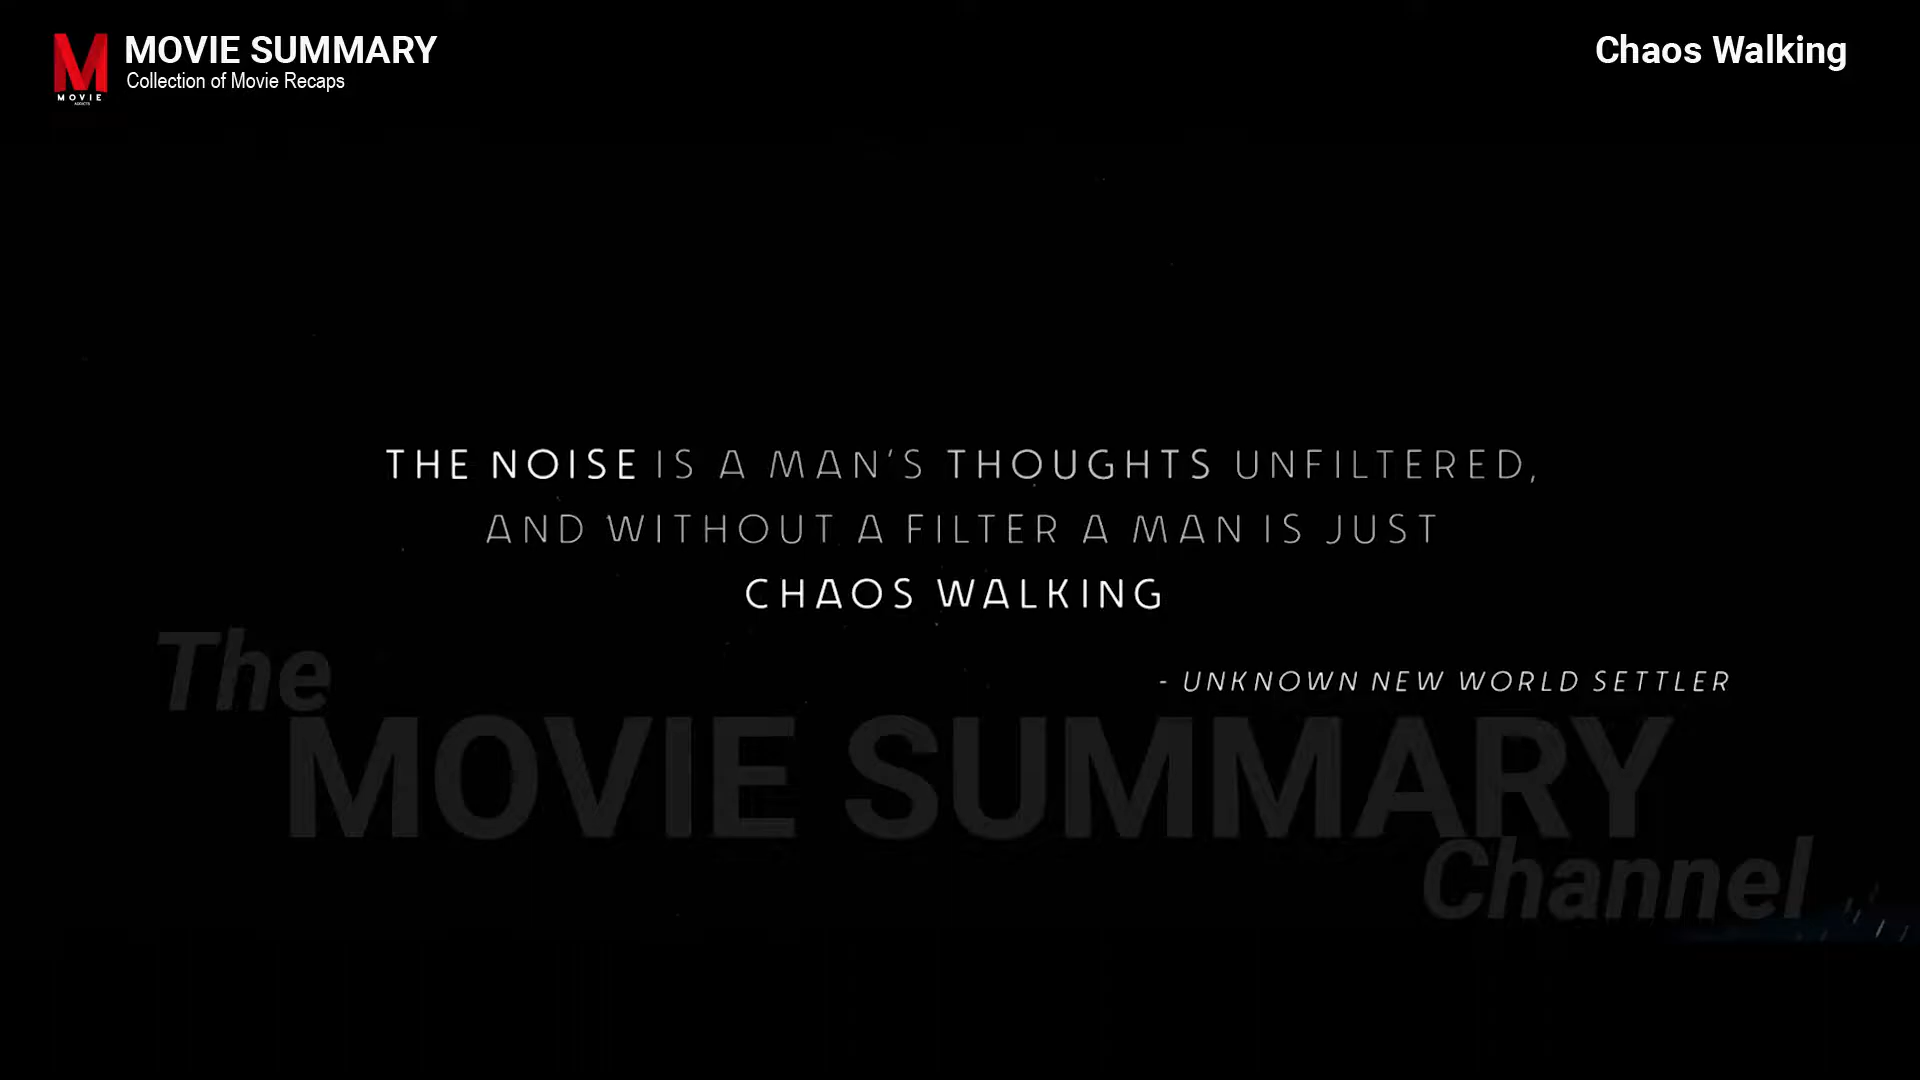 MOVIE SUMMARY
Collection of Movie Recaps
M
MOVIE
Chaos Walking
THE NOISE IS A MAN'S THOUGHTS UNFILTERED,
AND WITHOUT A FILTER A MAN IS JUST
CHAOS WALKING
- UNKNOWN NEW WORLD SETTLER
The
MOVIE SUMMARY
Channel